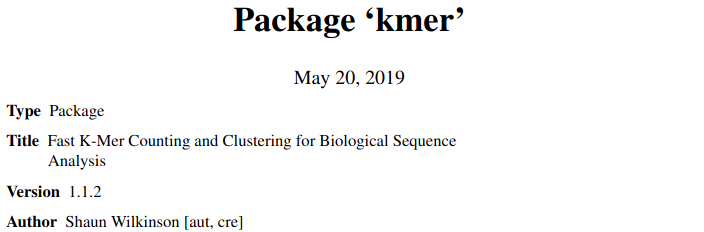 Package ‘kmer’
May 20, 2019
Type Package
Title Fast K-Mer Counting and Clustering for Biological Sequence
Analysis
Version 1.1.2
Author Shaun Wilkinson [aut, cre]